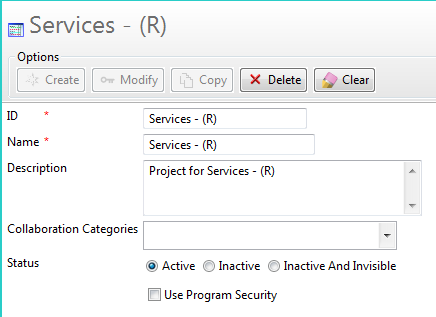 Services - (R)
Options
Create Modify Copy Delete Clear
ID * Services - (R)
Name * Services - (R)
Description Project for Services - (R)
Collaboration Categories
Status Active Inactive Inactive And Invisible
Use Program Security